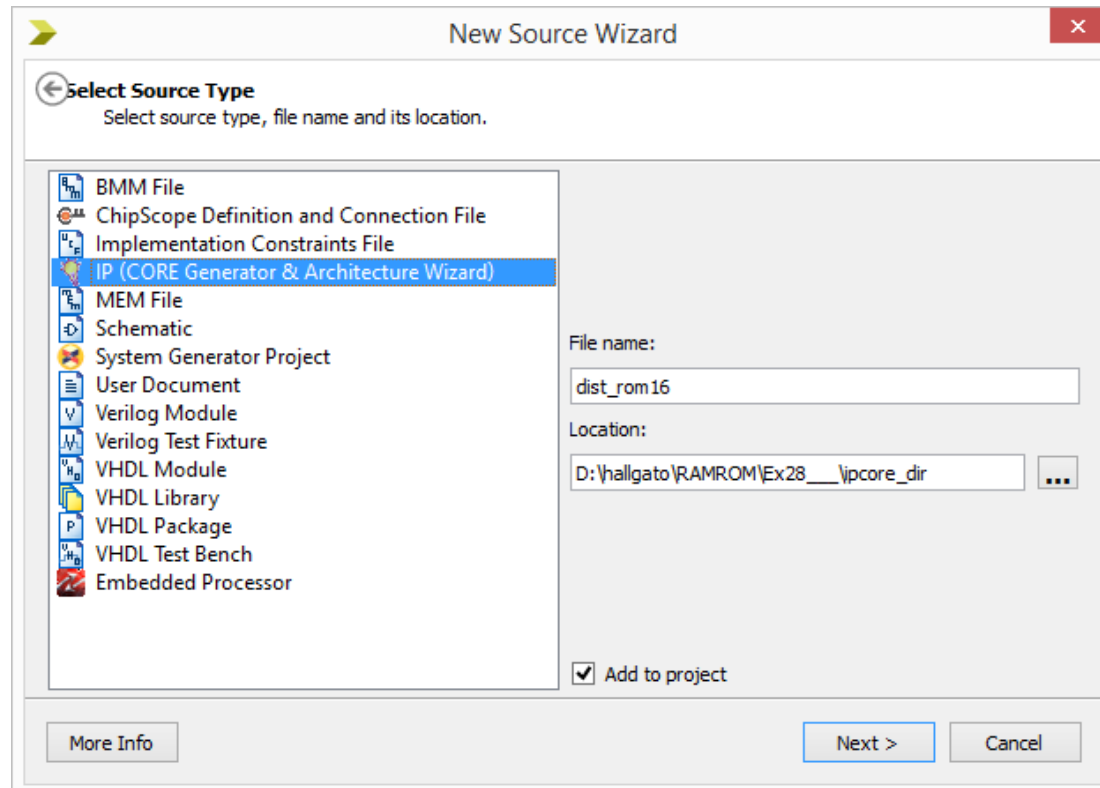 New Source Wizard
Select Source Type
Select source type, file name and its location.
BMM File
ChipScope Definition and Connection File
Implementation Constraints File
IP (CORE Generator & Architecture Wizard)
MEM File
Schematic
System Generator Project
User Document
Verilog Module
Verilog Test Fixture
VHDL Module
VHDL Library
VHDL Package
VHDL Test Bench
Embedded Processor
File name:
dist_rom16
Location:
D:\hallgato\RAMROM\Ex28___\ipcore_dir
...
Add to project
More Info
Next >
Cancel